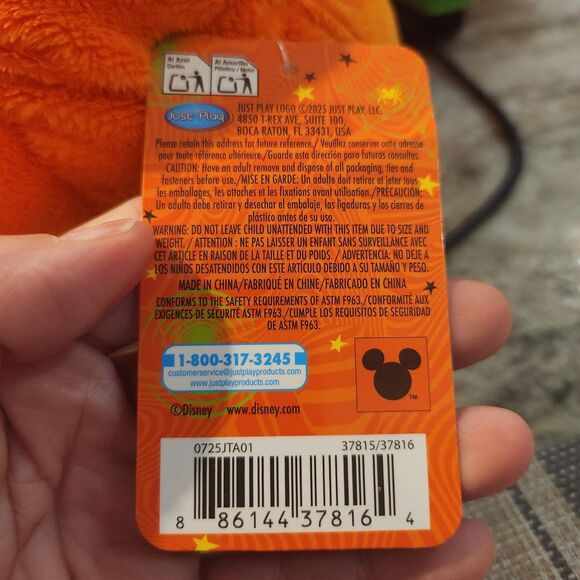 Al Azul
Cartón
Al Amarillo
Plástico / Metal
Just Play
JUST PLAY LOGO ©2025 JUST PLAY, LLC
4850 T-REX AVE, SUITE 100,
BOCA RATON, FL 33431, USA
Please retain this address for future reference./ Veuillez conserver cette adresse
pour toute référence ultérieure./Guarde esta dirección para futuras consultas.
CAUTION: Have an adult remove and dispose of all packaging, ties and
fasteners before use./MISE EN GARDE: Un adulte doit retirer et jeter tous
les emballages, les attaches et les fixations avant utilisation./PRECAUCIÓN:
Un adulto debe retirar y desechar el embalaje, las ligaduras y los cierres de
plástico antes de su uso.
WARNING: DO NOT LEAVE CHILD UNATTENDED WITH THIS ITEM DUE TO SIZE AND
WEIGHT. / ATTENTION : NE PAS LAISSER UN ENFANT SANS SURVEILLANCE AVEC
CET ARTICLE EN RAISON DE LA TAILLE ET DU POIDS. / ADVERTENCIA: NO DEJE A
LOS NIÑOS DESATENDIDOS CON ESTE ARTÍCULO DEBIDO A SU TAMAÑO Y PESO.
MADE IN CHINA/FABRIQUÉ EN CHINE/FABRICADO EN CHINA
CONFORMS TO THE SAFETY REQUIREMENTS OF ASTM F963./CONFORMITÉ AUX
EXIGENCES DE SÉCURITÉ ASTM F963./CUMPLE LOS REQUISITOS DE SEGURIDAD
DE ASTM F963.
1-800-317-3245
customerservice@justplayproducts.com
www.justplayproducts.com
TM
©Disney www.disney.com
0725JTA01 37815/37816
8 86144 37816 4